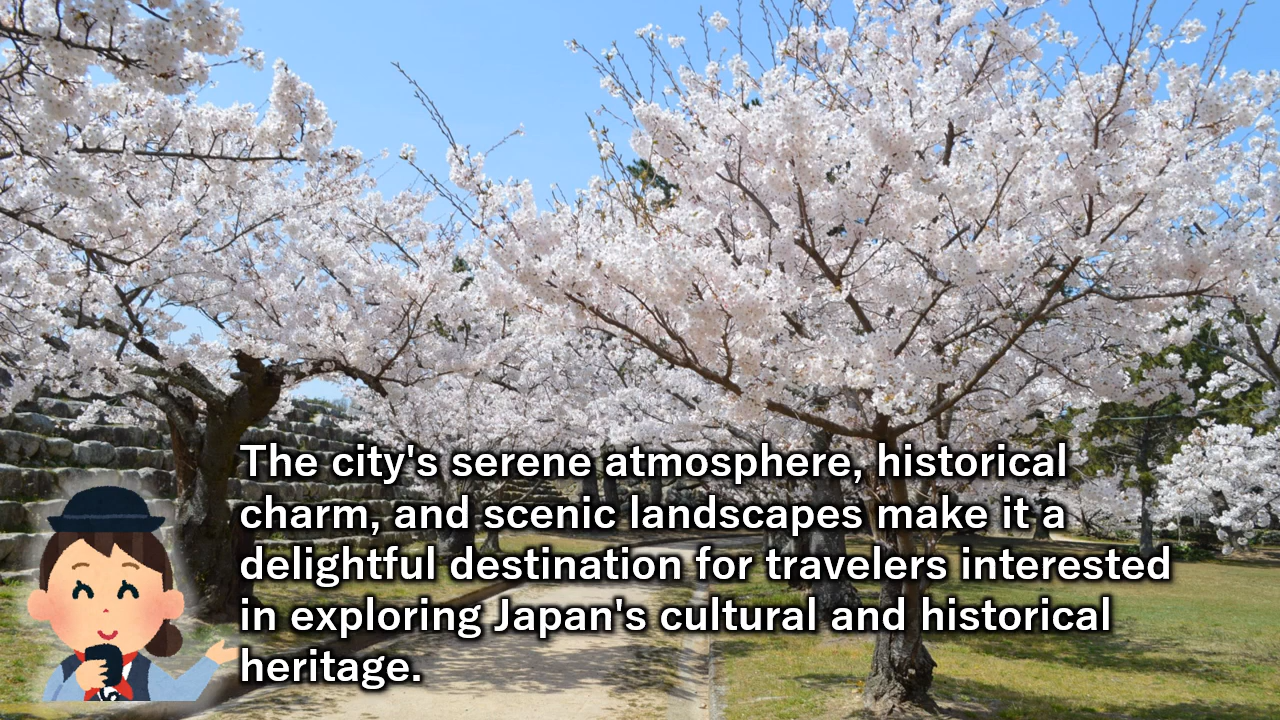 The city's serene atmosphere, historical
charm, and scenic landscapes make it a
delightful destination for travelers interested
in exploring Japan's cultural and historical
heritage.